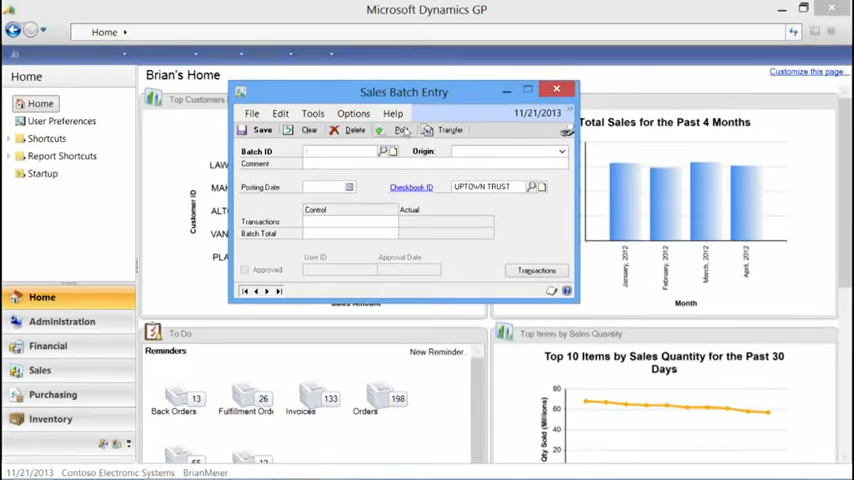 Microsoft Dynamics GP
Home
Home
Home
User Preferences
Shortcuts
Report Shortcuts
Startup
Home
Administration
Financial
Sales
Purchasing
Inventory
Brian's Home
Customize this page...
Top Customers
Customer ID
LAW
MAH
ALTO
VAN
PLA
Sales Amount
Sales Batch Entry
File Edit Tools Options Help 11/21/2013
Save Clear Delete Post Transfer
Batch ID Origin:
Comment
Posting Date Checkbook ID UPTOWN TRUST
Control Actual
Transactions
Batch Total
User ID Approval Date
Approved
Transactions
Total Sales for the Past 4 Months
January, 2012
February, 2012
March, 2012
April, 2012
Month
To Do
Reminders New Reminder...
13 26 133 198
Back Orders Fulfillment Orde Invoices Orders
Top Items by Sales Quantity
Top 10 Items by Sales Quantity for the Past 30
Days
Qty Sold (Millions)
80
60
40
20
11/21/2013 Contoso Electronic Systems BrianMeier